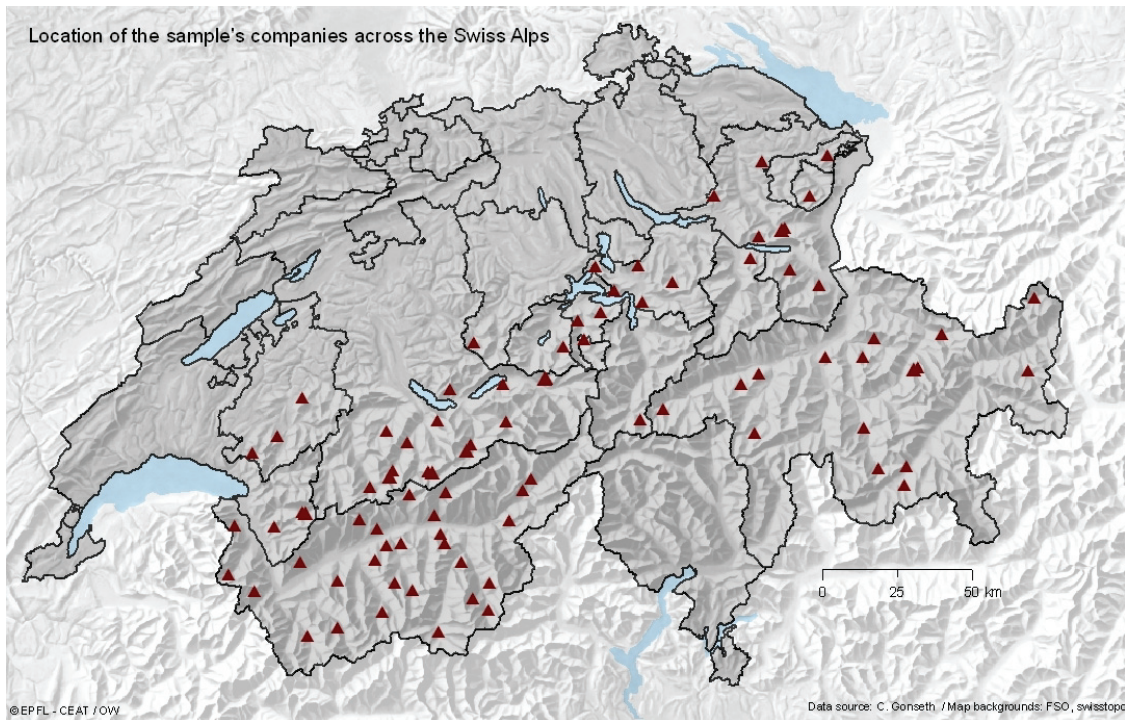 Location of the sample's companies across the Swiss Alps
0 25 50 km
©EPFL - CEAT / OW
Data source: C. Gonseth / Map backgrounds: FSO, swisstopo